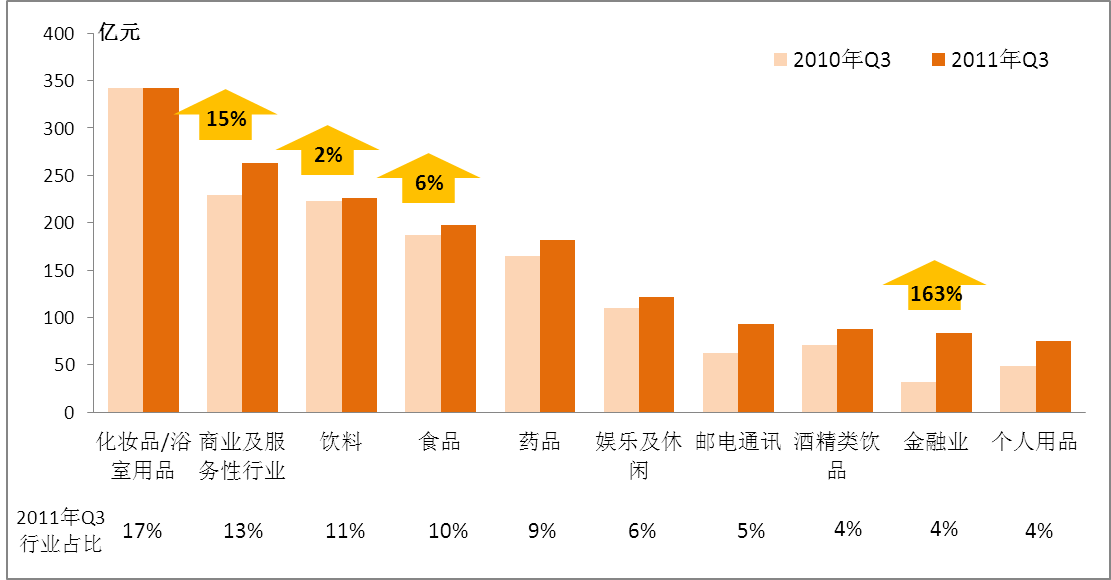 亿元
2010年Q3
2011年Q3
400
350
300
250
200
150
100
50
0
15%
2%
6%
163%
化妆品/浴
室用品
商业及服
务性行业
饮料
食品
药品
娱乐及休
闲
邮电通讯
酒精类饮
品
金融业
个人用品
2011年Q3
行业占比
17%
13%
11%
10%
9%
6%
5%
4%
4%
4%